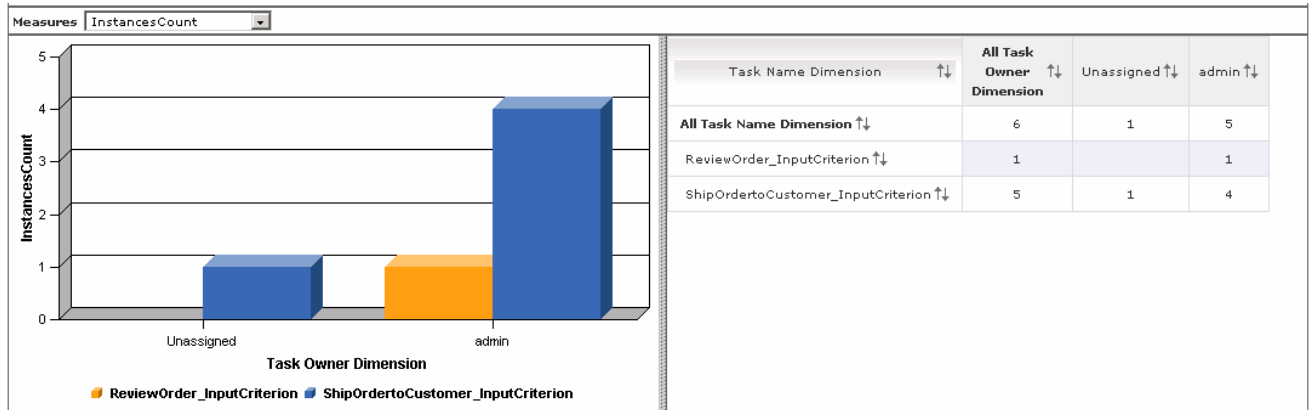 Measures InstancesCount
5
4
3
2
1
0
InstancesCount
Unassigned admin
Task Owner Dimension
ReviewOrder_InputCriterion ShipOrdertoCustomer_InputCriterion
Task Name Dimension All Task Owner Dimension Unassigned admin
All Task Name Dimension 6 1 5
ReviewOrder_InputCriterion 1 1
ShipOrdertoCustomer_InputCriterion 5 1 4